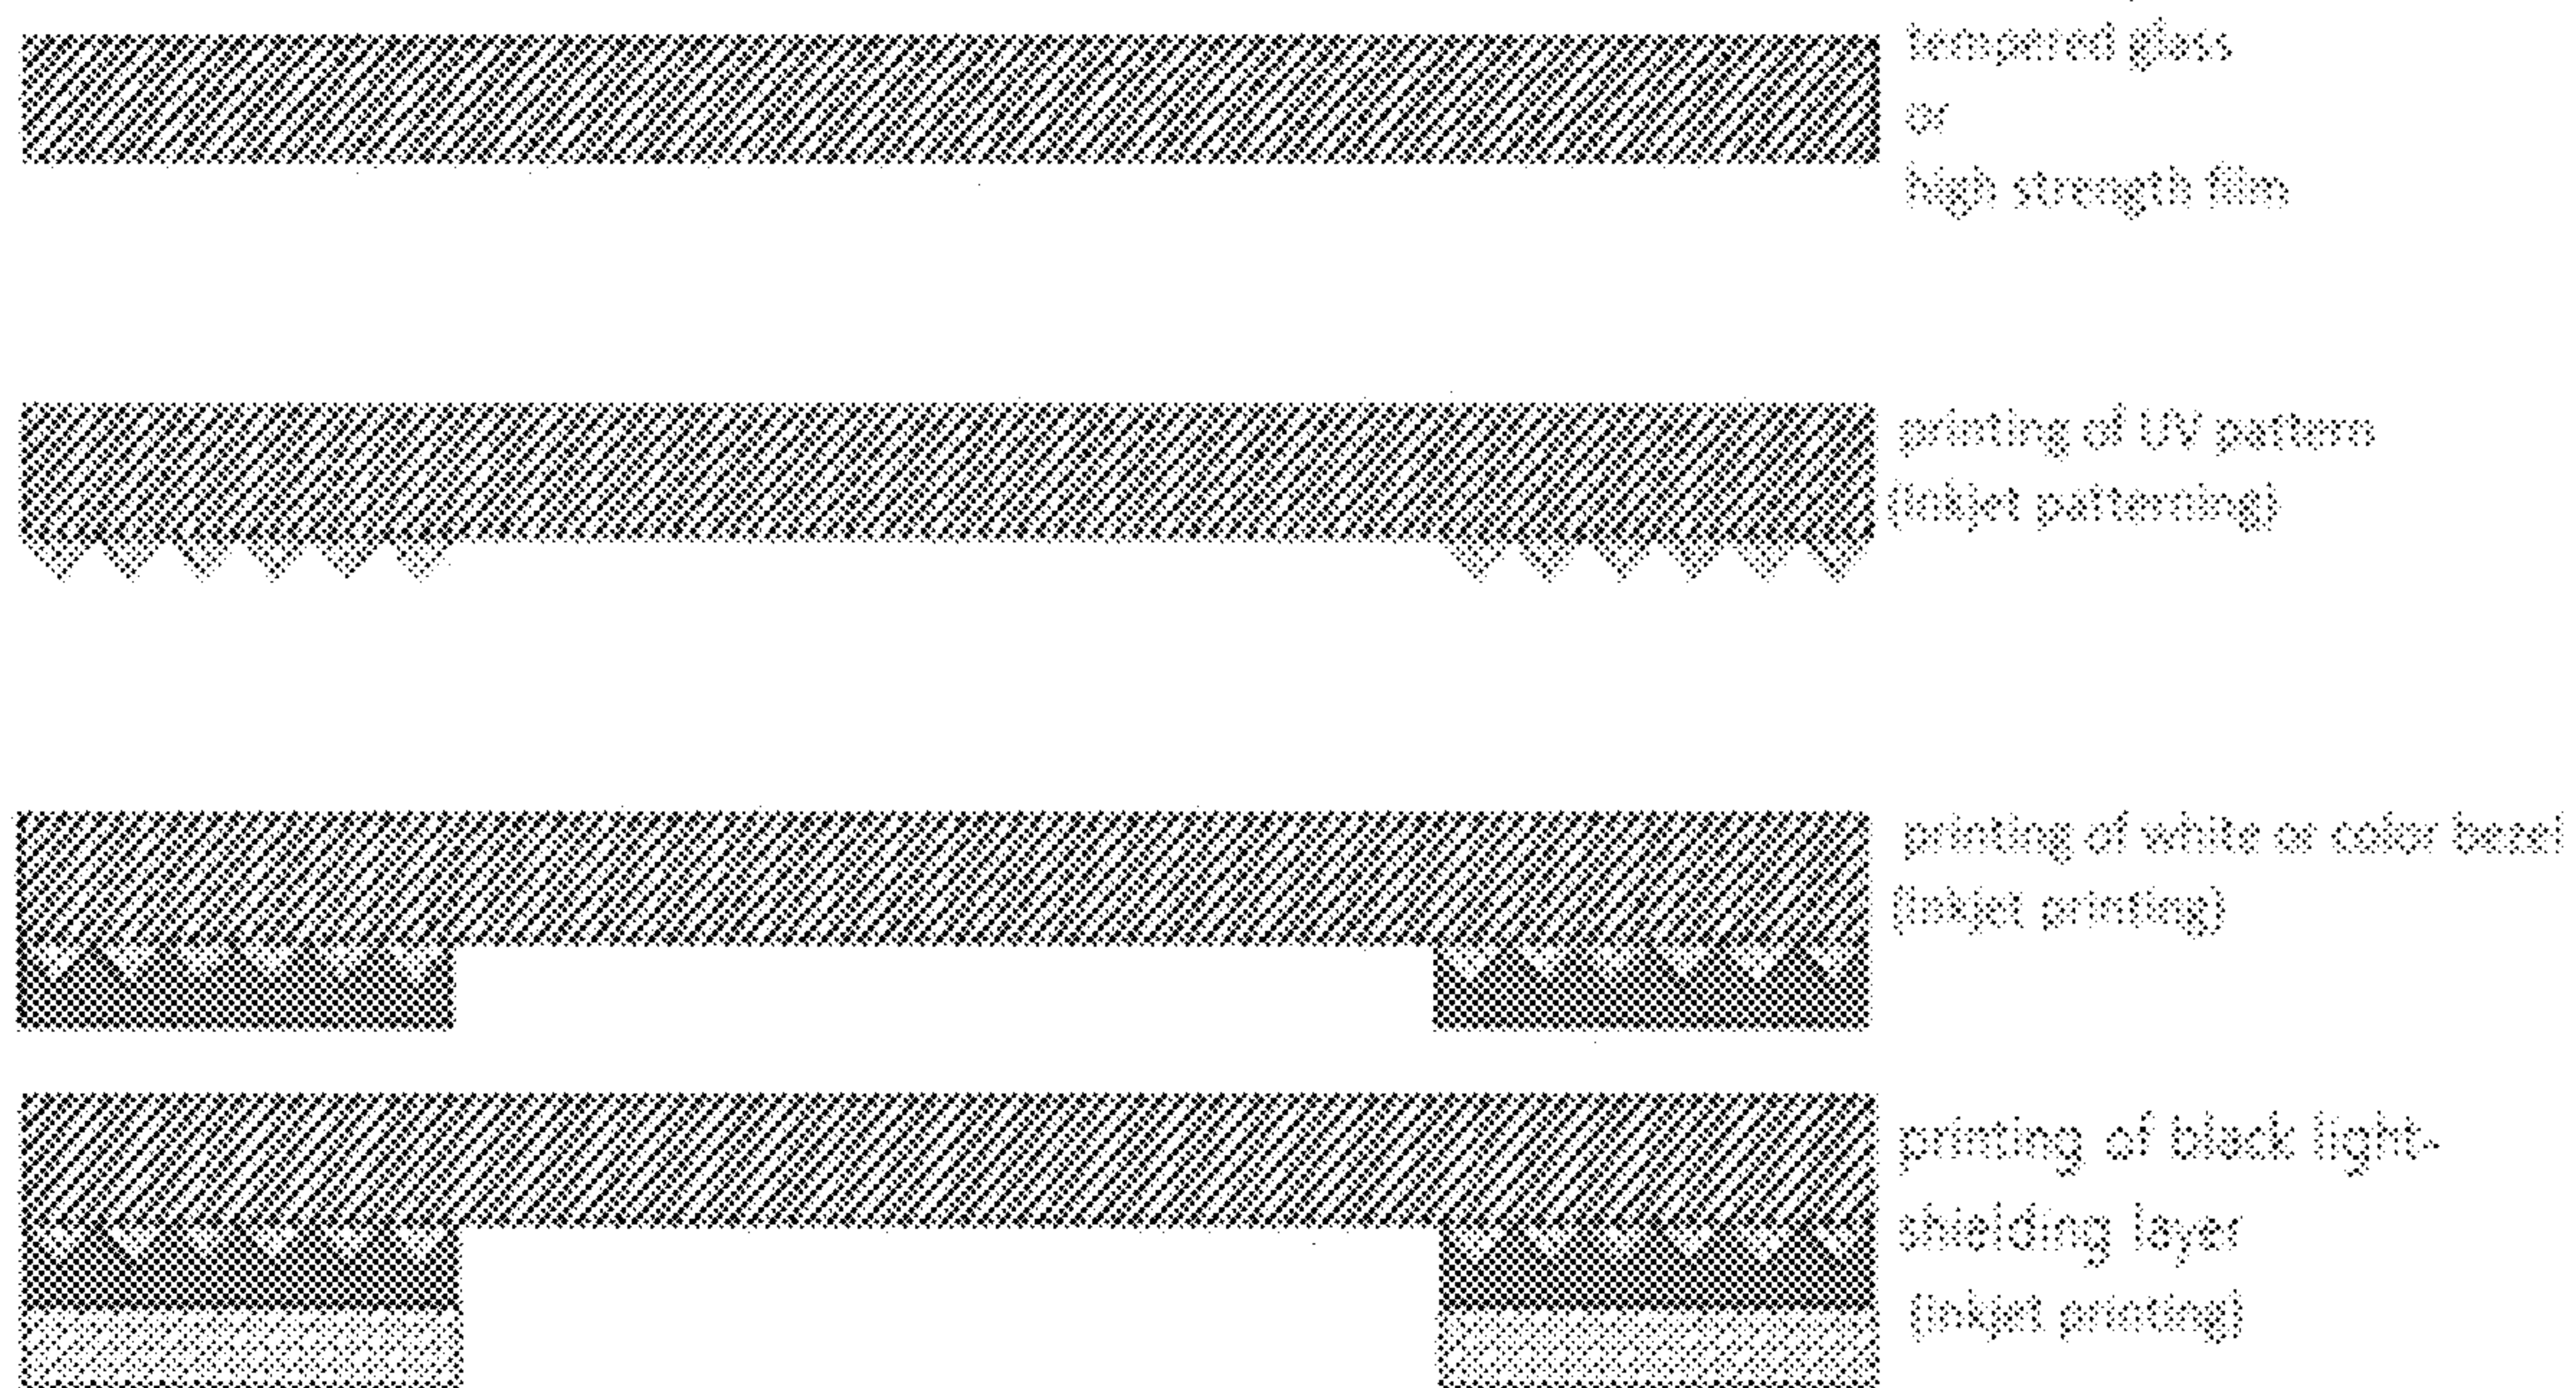 tempered glass
or
high strength film
printing of UV pattern
(inkjet patterning)
printing of white or color bezel
(inkjet printing)
printing of black light-
shielding layer
(inkjet printing)